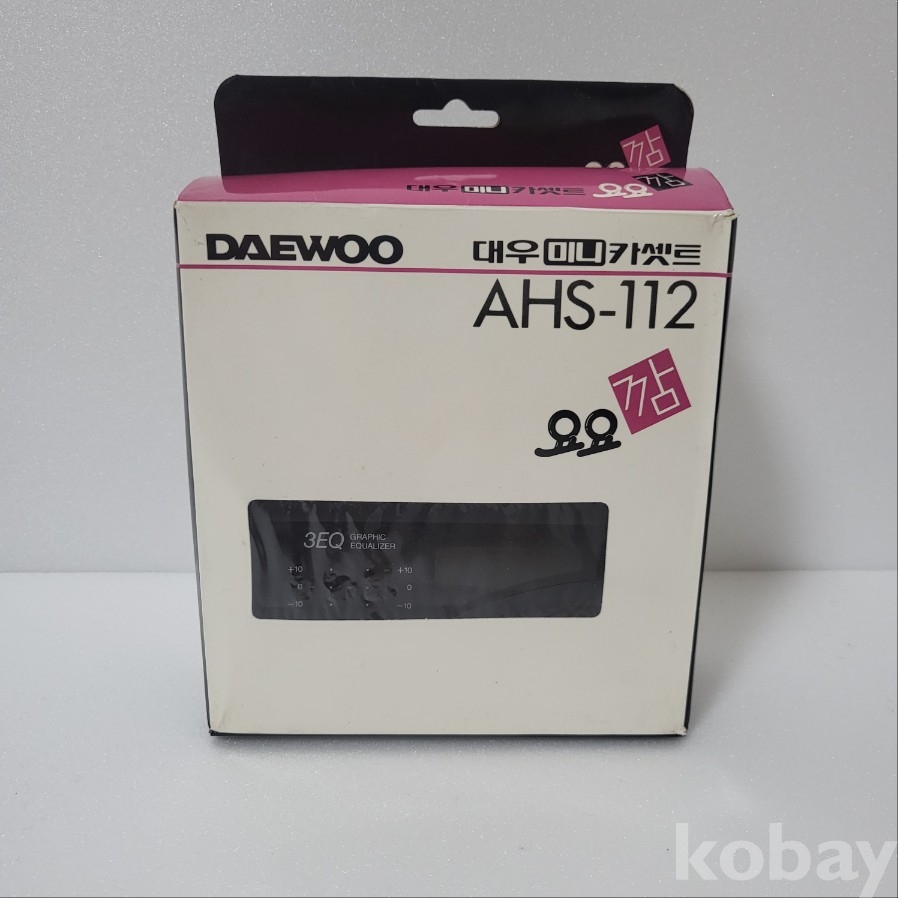 깜
대우 미니 카셋트 요요 깜
DAEWOO 대우 미니 카셋트
AHS-112
깜
요요
3EQ GRAPHIC
EQUALIZER
+10 +10
0 0
-10 -10
kobay